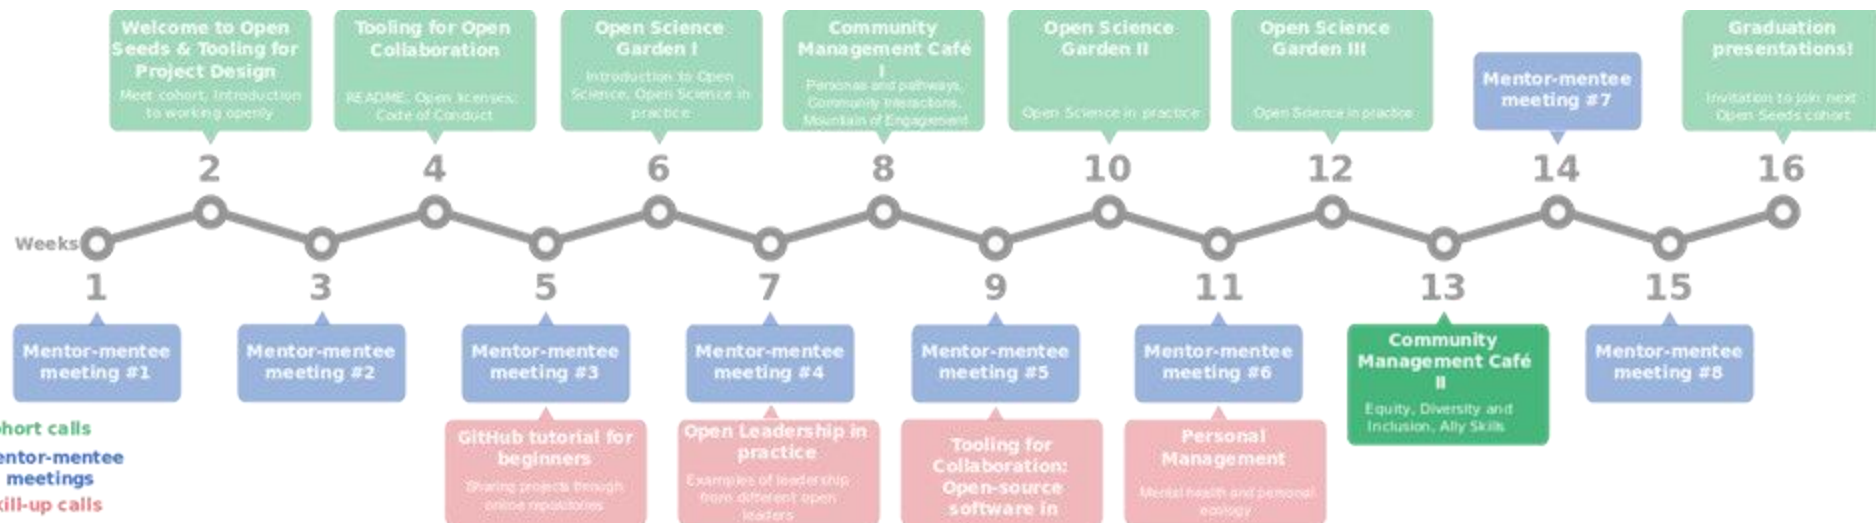 Welcome to Open
Seeds & Tooling for
Project Design
Meet cohort, Introduction
to working openly
Tooling for Open
Collaboration
README, Open licenses,
Code of Conduct
Open Science
Garden I
Introduction to Open
Science, Open Science in
practice
Community
Management Café
I
Personas and pathways,
Community Interactions,
Mountain of Engagement
Open Science
Garden II
Open Science in practice
Open Science
Garden III
Open Science in practice
Mentor-mentee
meeting #7
Graduation
presentations!
Invitation to join next
Open Seeds cohort
2
4
6
8
10
12
14
16
Weeks
1
3
5
7
9
11
13
15
Mentor-mentee
meeting #1
Mentor-mentee
meeting #2
Mentor-mentee
meeting #3
Mentor-mentee
meeting #4
Mentor-mentee
meeting #5
Mentor-mentee
meeting #6
Community
Management Café
II
Equity, Diversity and
Inclusion, Ally Skills
Mentor-mentee
meeting #8
hort calls
entor-mentee
meetings
kill-up calls
GitHub tutorial for
beginners
Sharing projects through
online repositories
Open Leadership in
practice
Examples of leadership
from different open
leaders
Tooling for
Collaboration:
Open-source
software in
Personal
Management
Mental health and personal
ecology